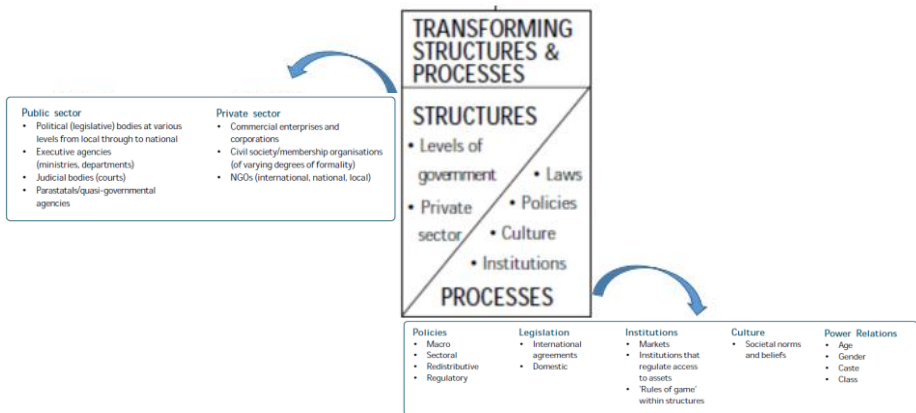 TRANSFORMING
STRUCTURES &
PROCESSES
STRUCTURES
• Levels of
government
• Private
sector
• Laws
• Policies
• Culture
• Institutions
PROCESSES
Public sector
• Political (legislative) bodies at various
levels from local through to national
• Executive agencies
(ministries, departments)
• Judicial bodies (courts)
• Parastatals/quasi-governmental
agencies
Private sector
• Commercial enterprises and
corporations
• Civil society/membership organisations
(of varying degrees of formality)
• NGOs (international, national, local)
Policies
• Macro
• Sectoral
• Redistributive
• Regulatory
Legislation
• International
agreements
• Domestic
Institutions
• Markets
• Institutions that
regulate access
to assets
• 'Rules of game'
within structures
Culture
• Societal norms
and beliefs
Power Relations
• Age
• Gender
• Caste
• Class